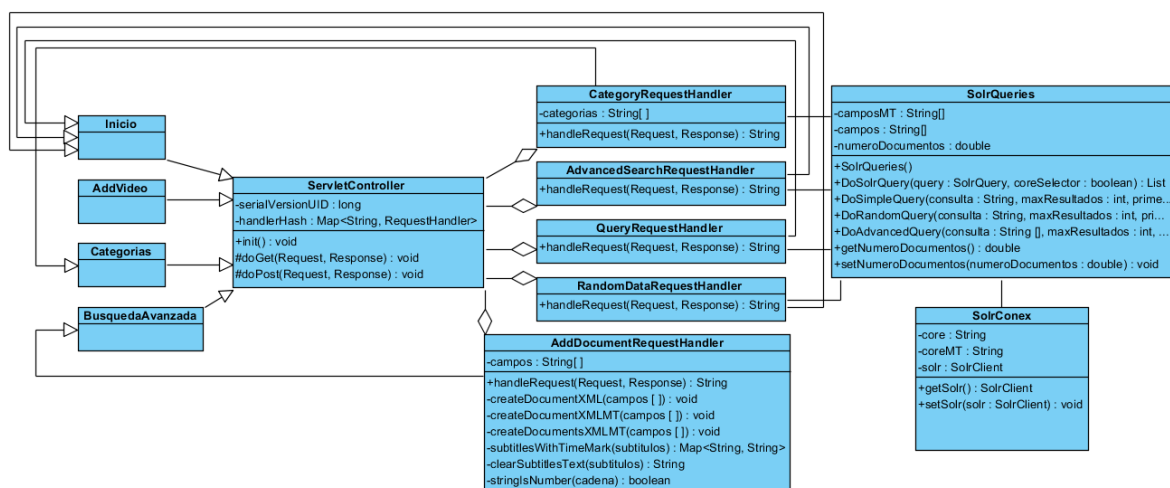 Inicio
AddVideo
Categorias
BusquedaAvanzada
ServletController
-serialVersionUID : long
-handlerHash : Map<String, RequestHandler>
+init() : void
#doGet(Request, Response) : void
#doPost(Request, Response) : void
CategoryRequestHandler
-categorias : String[ ]
+handleRequest(Request, Response) : String
AdvancedSearchRequestHandler
+handleRequest(Request, Response) : String
QueryRequestHandler
+handleRequest(Request, Response) : String
RandomDataRequestHandler
+handleRequest(Request, Response) : String
AddDocumentRequestHandler
-campos : String[ ]
+handleRequest(Request, Response) : String
-createDocumentXML(campos [ ]) : void
-createDocumentXMLMT(campos [ ]) : void
-createDocumentsXMLMT(campos [ ]) : void
-subtitlesWithTimeMark(subtitulos) : Map<String, String>
-clearSubtitlesText(subtitulos) : String
-stringIsNumber(cadena) : boolean
SolrQueries
-camposMT : String[]
-campos : String[]
-numeroDocumentos : double
+SolrQueries()
+DoSolrQuery(query : SolrQuery, coreSelector : boolean) : List
+DoSimpleQuery(consulta : String, maxResultados : int, prime...
+DoRandomQuery(consulta : String, maxResultados : int, pri...
+DoAdvancedQuery(consulta : String [], maxResultados : int, ...
+getNumeroDocumentos() : double
+setNumeroDocumentos(numeroDocumentos : double) : void
SolrConex
-core : String
-coreMT : String
-solr : SolrClient
+getSolr() : SolrClient
+setSolr(solr : SolrClient) : void